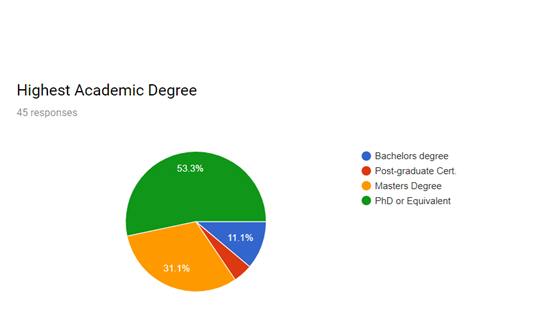 Highest Academic Degree
45 responses
53.3%
11.1%
31.1%
Bachelors degree
Post-graduate Cert.
Masters Degree
PhD or Equivalent